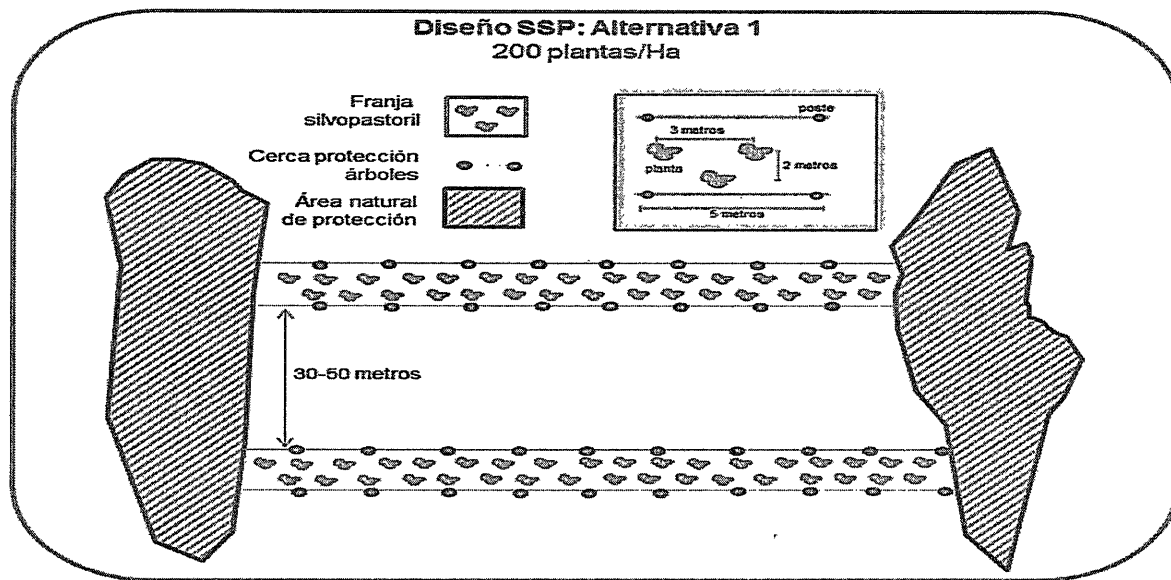 Diseño SSP: Alternativa 1
200 plantas/Ha
Franja
silvopastoril
Cerca protección
árboles
Área natural
de protección
poste
3 metros
planta
2 metros
5 metros
30-50 metros